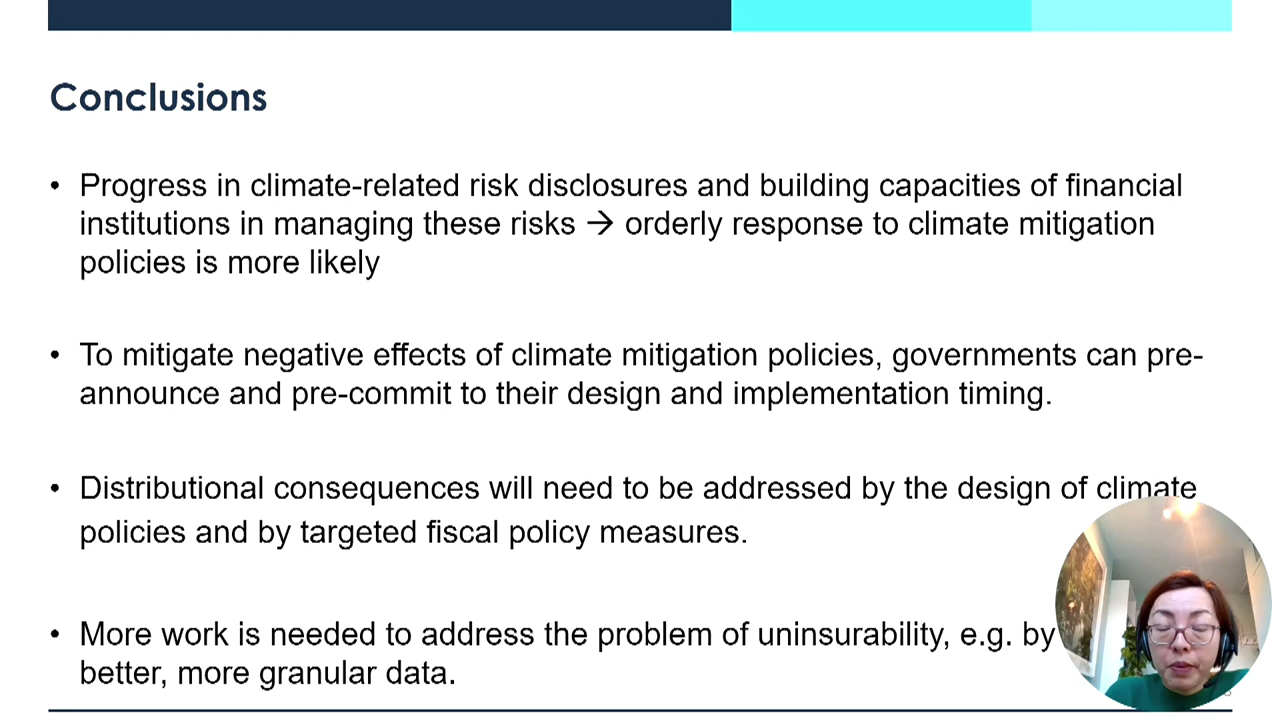 Conclusions
• Progress in climate-related risk disclosures and building capacities of financial
institutions in managing these risks → orderly response to climate mitigation
policies is more likely
• To mitigate negative effects of climate mitigation policies, governments can pre-
announce and pre-commit to their design and implementation timing.
• Distributional consequences will need to be addressed by the design of climate
policies and by targeted fiscal policy measures.
• More work is needed to address the problem of uninsurability, e.g. by
better, more granular data.